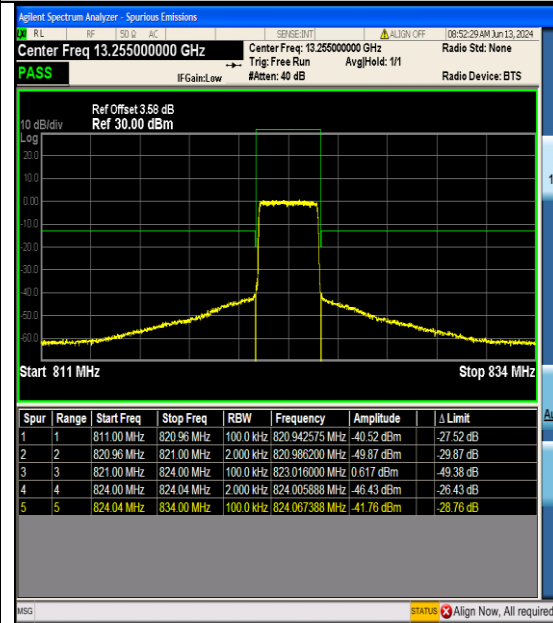 Agilent Spectrum Analyzer - Spurious Emissions
RL RF 50 Ω AC SENSE:INT ALIGN OFF 08:52:29 AM Jun 13, 2024
Center Freq 13.255000000 GHz Center Freq: 13.255000000 GHz Radio Std: None
Trig: Free Run Avg|Hold: 1/1
PASS IFGain:Low #Atten: 40 dB Radio Device: BTS
Ref Offset 3.58 dB
10 dB/div Ref 30.00 dBm
Log
20.0
10.0
0.00
-10.0
-20.0
-30.0
-40.0
-50.0
-60.0
Start 811 MHz Stop 834 MHz
Spur Range Start Freq Stop Freq RBW Frequency Amplitude Δ Limit
1 1 811.00 MHz 820.96 MHz 100.0 kHz 820.942575 MHz -40.52 dBm -27.52 dB
2 2 820.96 MHz 821.00 MHz 2.000 kHz 820.986200 MHz -49.87 dBm -29.87 dB
3 3 821.00 MHz 824.00 MHz 100.0 kHz 823.016000 MHz 0.617 dBm -49.38 dB
4 4 824.00 MHz 824.04 MHz 2.000 kHz 824.005888 MHz -46.43 dBm -26.43 dB
5 5 824.04 MHz 834.00 MHz 100.0 kHz 824.067388 MHz -41.76 dBm -28.76 dB
MSG STATUS Align Now, All required